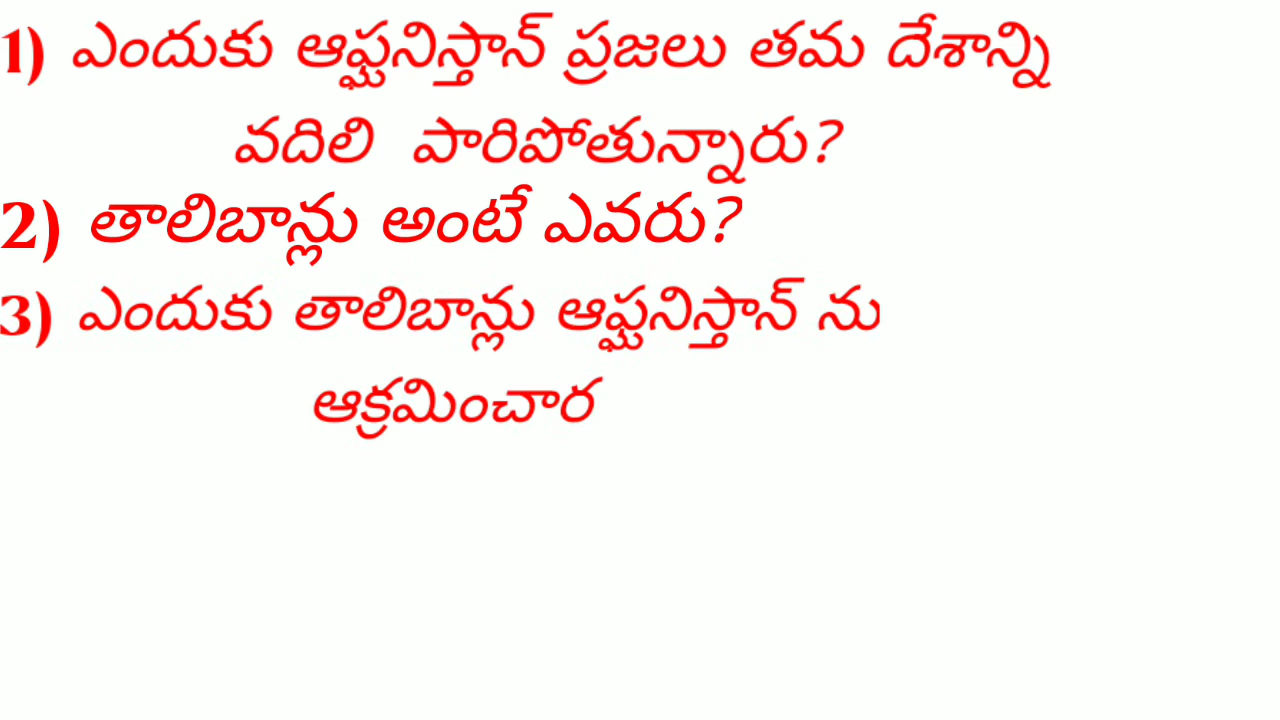 1) ఎందుకు ఆఫ్ఘనిస్తాన్ ప్రజలు తమ దేశాన్ని
వదిలి పారిపోతున్నారు?
2) తాలిబాన్లు అంటే ఎవరు?
3) ఎందుకు తాలిబాన్లు ఆఫ్ఘనిస్తాన్ ను
ఆక్రమించార